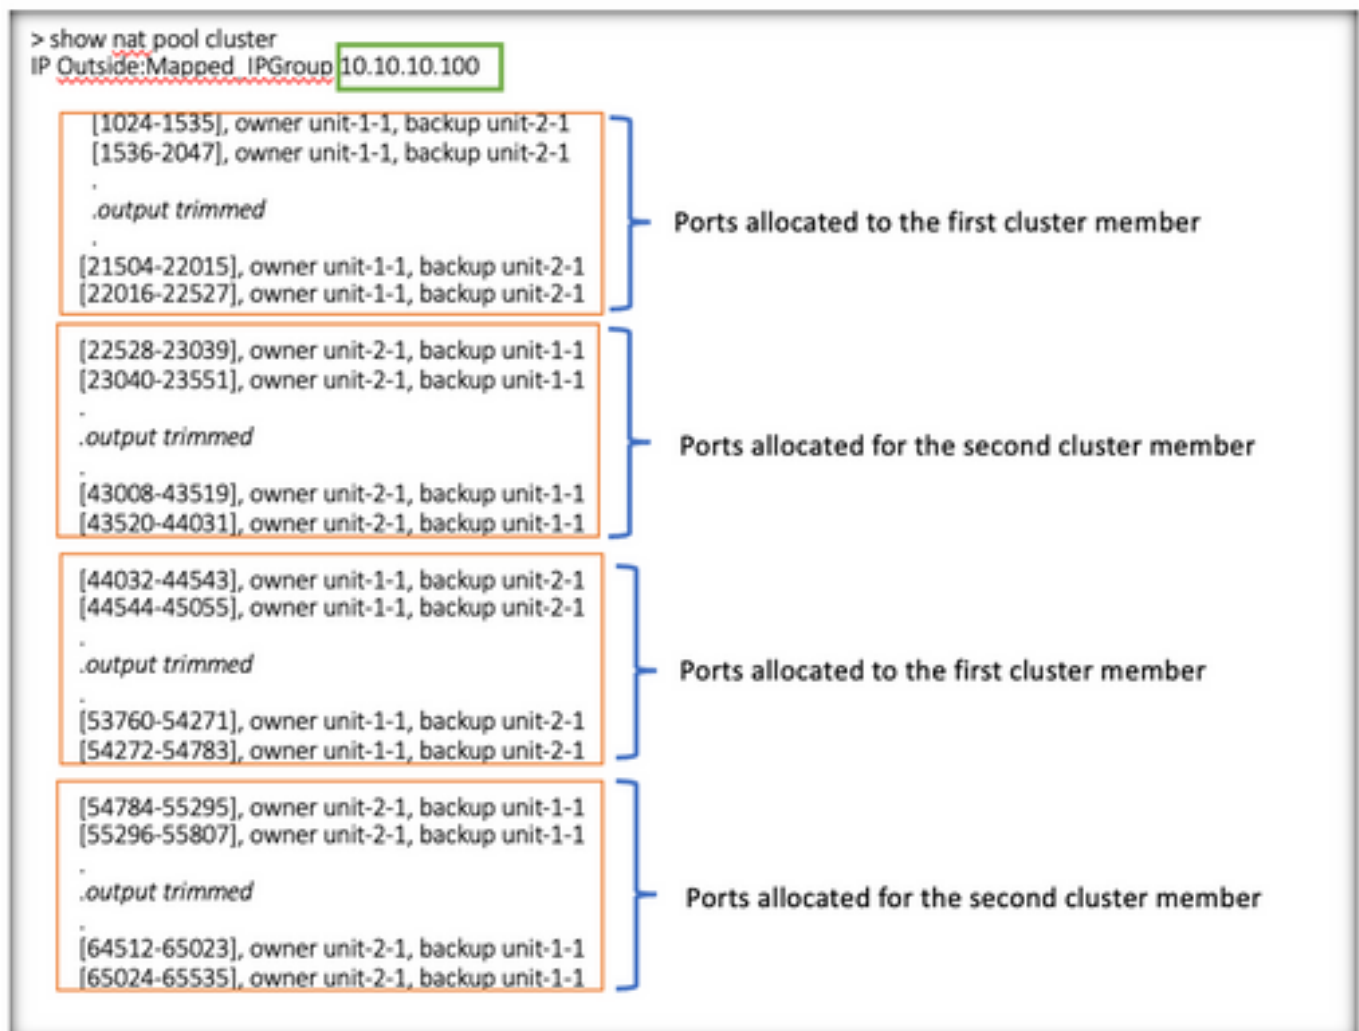 > show nat pool cluster
IP Outside:Mapped_IPGroup 10.10.10.100
[1024-1535], owner unit-1-1, backup unit-2-1
[1536-2047], owner unit-1-1, backup unit-2-1
.
.output trimmed
.
[21504-22015], owner unit-1-1, backup unit-2-1
[22016-22527], owner unit-1-1, backup unit-2-1
Ports allocated to the first cluster member
[22528-23039], owner unit-2-1, backup unit-1-1
[23040-23551], owner unit-2-1, backup unit-1-1
.
.output trimmed
.
[43008-43519], owner unit-2-1, backup unit-1-1
[43520-44031], owner unit-2-1, backup unit-1-1
Ports allocated for the second cluster member
[44032-44543], owner unit-1-1, backup unit-2-1
[44544-45055], owner unit-1-1, backup unit-2-1
.
.output trimmed
.
[53760-54271], owner unit-1-1, backup unit-2-1
[54272-54783], owner unit-1-1, backup unit-2-1
Ports allocated to the first cluster member
[54784-55295], owner unit-2-1, backup unit-1-1
[55296-55807], owner unit-2-1, backup unit-1-1
.
.output trimmed
.
[64512-65023], owner unit-2-1, backup unit-1-1
[65024-65535], owner unit-2-1, backup unit-1-1
Ports allocated for the second cluster member